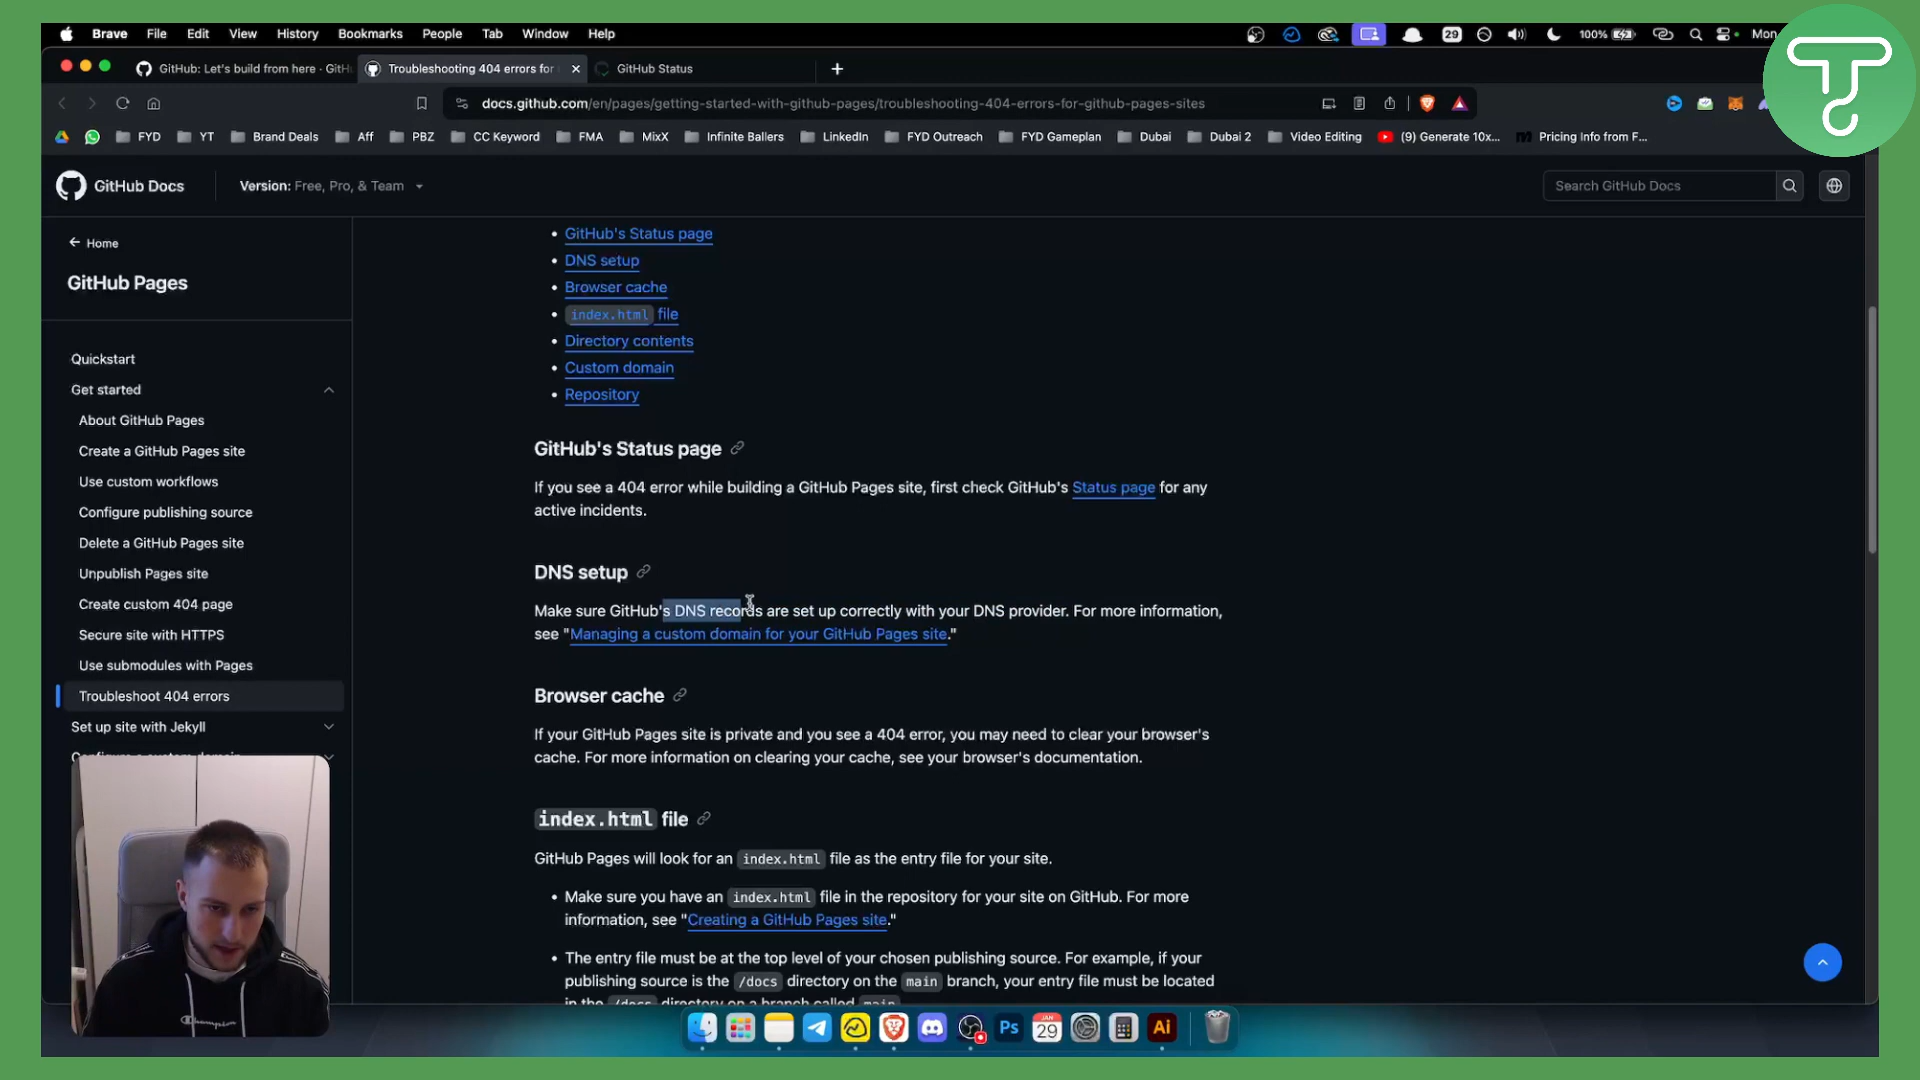 Brave File Edit View History Bookmarks People Tab Window Help 29 100% Mon
GitHub: Let's build from here · GitH Troubleshooting 404 errors for GitHub Status
docs.github.com/en/pages/getting-started-with-github-pages/troubleshooting-404-errors-for-github-pages-sites
FYD YT Brand Deals Aff PBZ CC Keyword FMA MixX Infinite Ballers LinkedIn FYD Outreach FYD Gameplan Dubai Dubai 2 Video Editing (9) Generate 10x... Pricing Info from F...
GitHub Docs Version: Free, Pro, & Team Search GitHub Docs
Home
GitHub Pages
Quickstart
Get started
About GitHub Pages
Create a GitHub Pages site
Use custom workflows
Configure publishing source
Delete a GitHub Pages site
Unpublish Pages site
Create custom 404 page
Secure site with HTTPS
Use submodules with Pages
Troubleshoot 404 errors
Set up site with Jekyll
Configure a custom domain
• GitHub's Status page
• DNS setup
• Browser cache
• index.html file
• Directory contents
• Custom domain
• Repository
GitHub's Status page
If you see a 404 error while building a GitHub Pages site, first check GitHub's Status page for any
active incidents.
DNS setup
Make sure GitHub's DNS records are set up correctly with your DNS provider. For more information,
see "Managing a custom domain for your GitHub Pages site."
Browser cache
If your GitHub Pages site is private and you see a 404 error, you may need to clear your browser's
cache. For more information on clearing your cache, see your browser's documentation.
index.html file
GitHub Pages will look for an index.html file as the entry file for your site.
• Make sure you have an index.html file in the repository for your site on GitHub. For more
information, see "Creating a GitHub Pages site."
• The entry file must be at the top level of your chosen publishing source. For example, if your
publishing source is the /docs directory on the main branch, your entry file must be located
in the /docs directory on a branch called main
Champion
Ps JAN 29 Ai